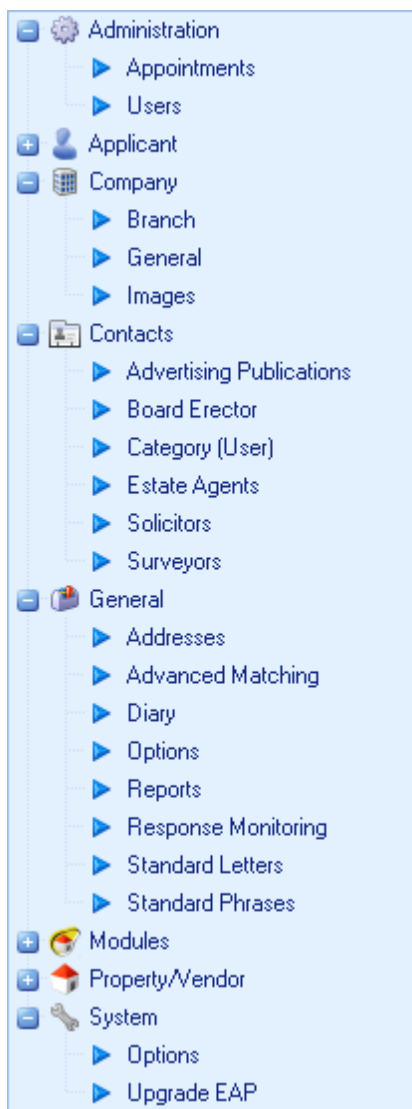 Administration
Appointments
Users
Applicant
Company
Branch
General
Images
Contacts
Advertising Publications
Board Erector
Category (User)
Estate Agents
Solicitors
Surveyors
General
Addresses
Advanced Matching
Diary
Options
Reports
Response Monitoring
Standard Letters
Standard Phrases
Modules
Property/Vendor
System
Options
Upgrade EAP